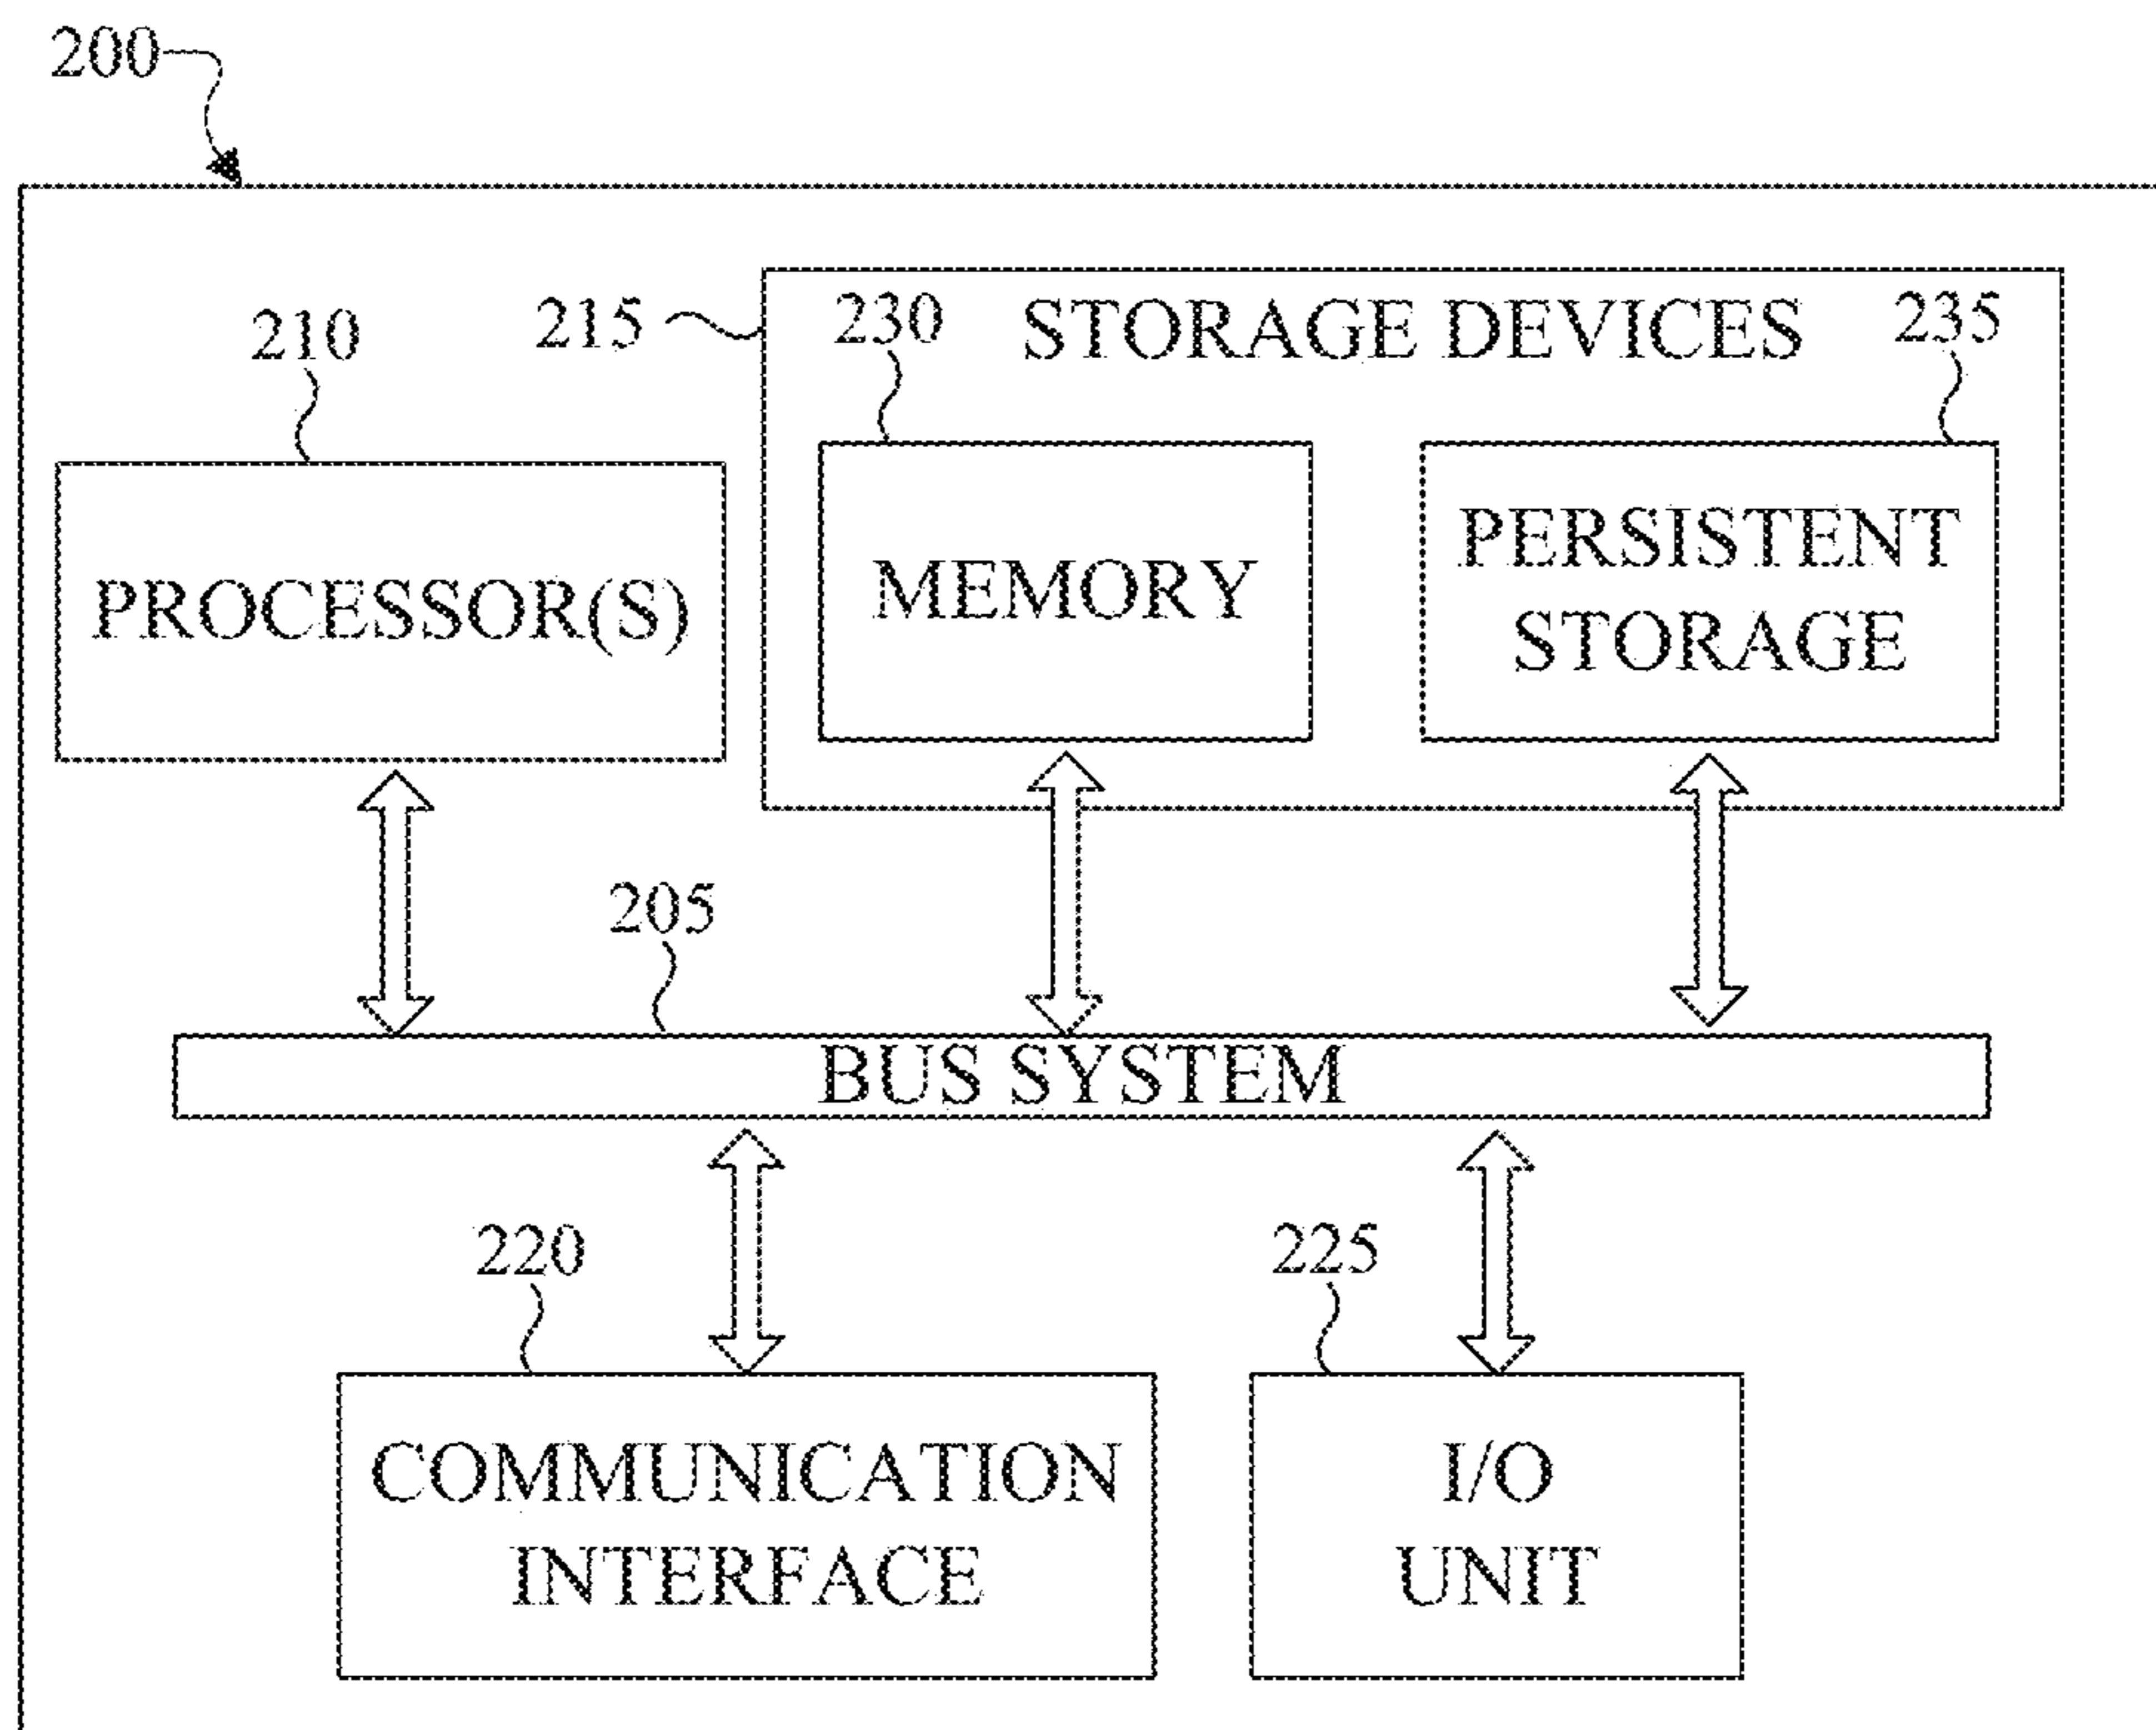 200
210
215
230
STORAGE DEVICES
235
PROCESSOR(S)
MEMORY
PERSISTENT
STORAGE
205
BUS SYSTEM
220
225
COMMUNICATION
INTERFACE
I/O
UNIT